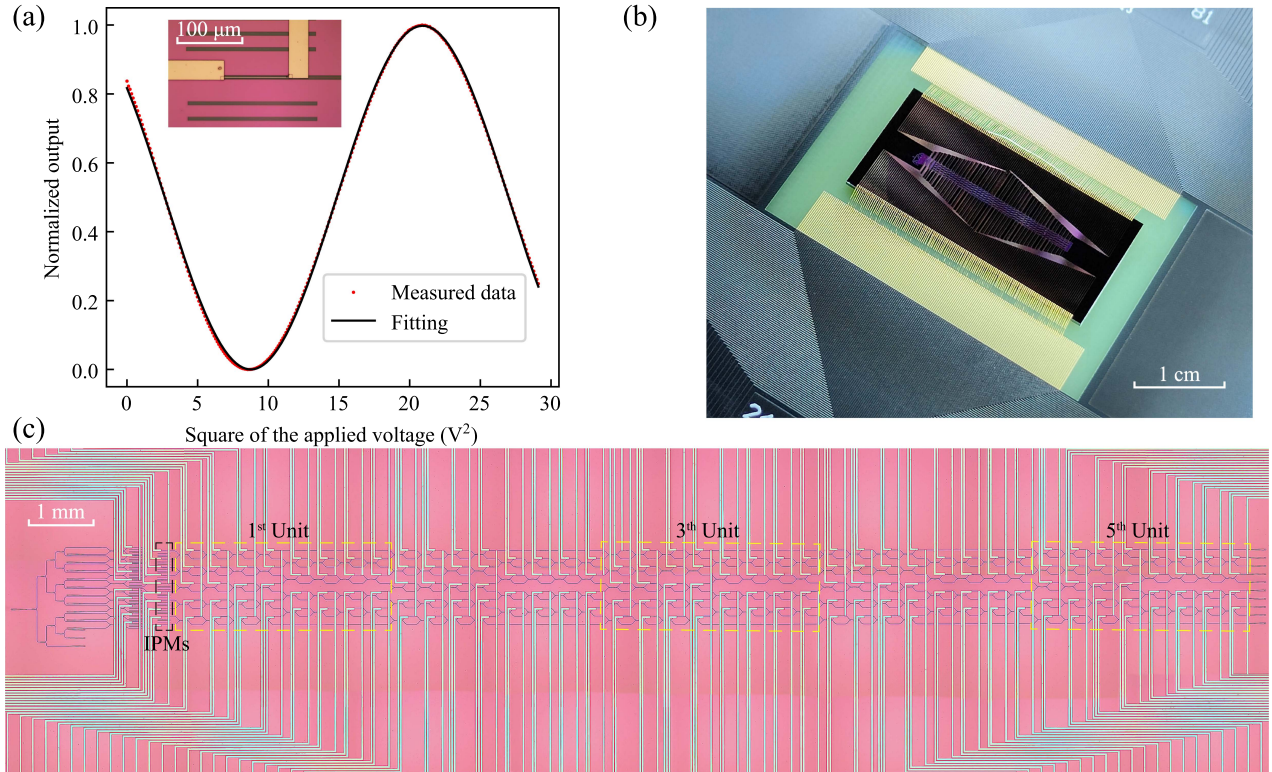 (a)
1.0
0.8
0.6
0.4
0.2
0.0
Normalized output
100 μm
Measured data
Fitting
0
5
10
15
20
25
30
Square of the applied voltage (V²)
(b)
81
1 cm
(c)
1 mm
1st Unit
3th Unit
5th Unit
IPMs